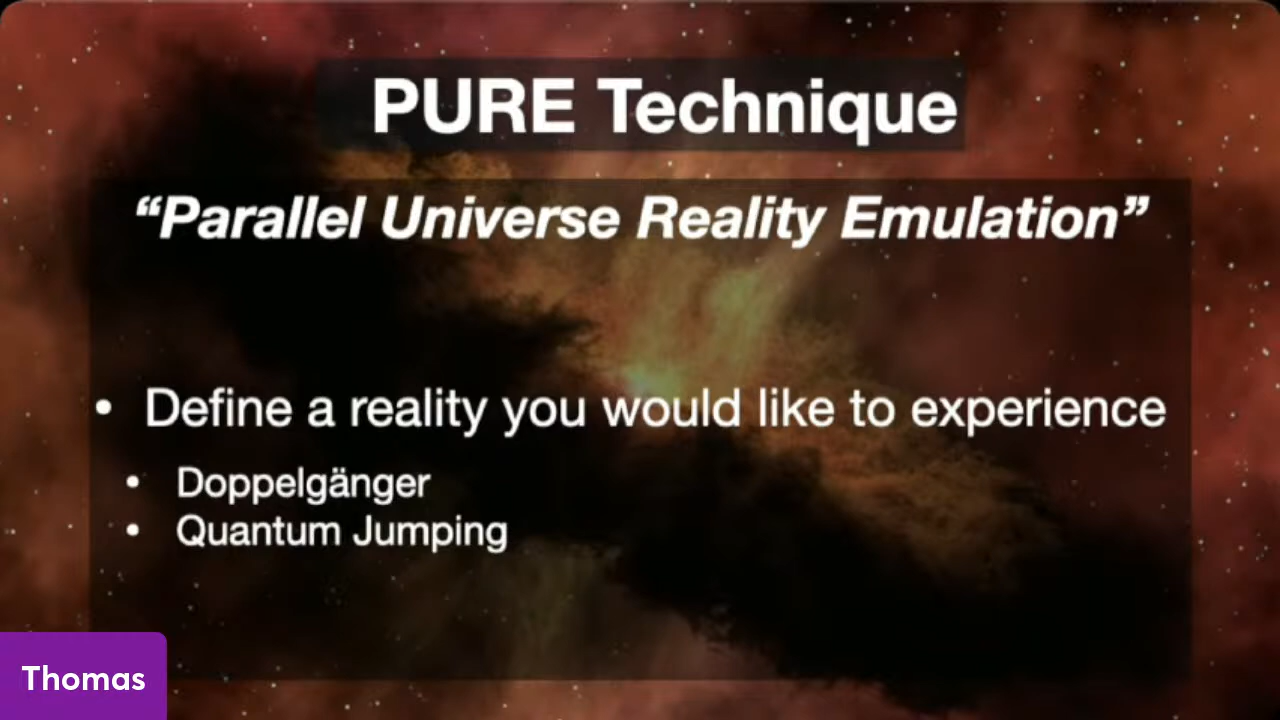 PURE Technique
“Parallel Universe Reality Emulation”
• Define a reality you would like to experience
• Doppelgänger
• Quantum Jumping
Thomas